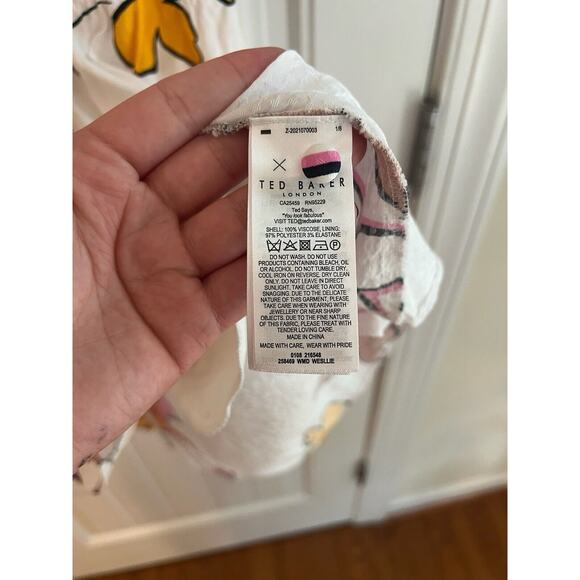 Z-2021070003 1/8
TED BAKER
LONDON
CA25459 RN95229
Ted Says,
"You look fabulous"
VISIT TED@tedbaker.com
SHELL: 100% VISCOSE, LINING:
97% POLYESTER 3% ELASTANE
DO NOT WASH. DO NOT USE
PRODUCTS CONTAINING BLEACH, OIL
OR ALCOHOL. DO NOT TUMBLE DRY.
COOL IRON ON REVERSE. DRY CLEAN
ONLY. DO NOT LEAVE IN DIRECT
SUNLIGHT. TAKE CARE TO AVOID
SNAGGING. DUE TO THE DELICATE
NATURE OF THIS GARMENT, PLEASE
TAKE CARE WHEN WEARING WITH
JEWELLERY OR NEAR SHARP
OBJECTS. DUE TO THE FINE NATURE
OF THIS FABRIC, PLEASE TREAT WITH
TENDER LOVING CARE.
MADE IN CHINA
MADE WITH CARE, WEAR WITH PRIDE
0108 216548
258469 WMD WESLLIE